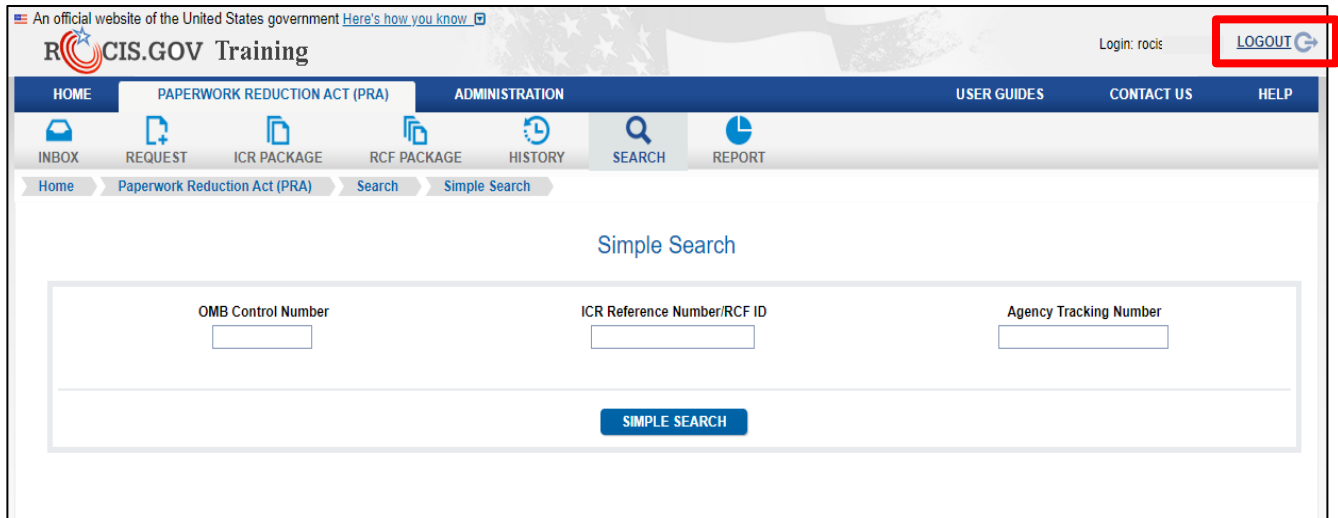 An official website of the United States government Here's how you know
ROCIS.GOV Training
Login: rocis
LOGOUT
HOME PAPERWORK REDUCTION ACT (PRA) ADMINISTRATION USER GUIDES CONTACT US HELP
INBOX REQUEST ICR PACKAGE RCF PACKAGE HISTORY SEARCH REPORT
Home Paperwork Reduction Act (PRA) Search Simple Search
Simple Search
OMB Control Number ICR Reference Number/RCF ID Agency Tracking Number
SIMPLE SEARCH